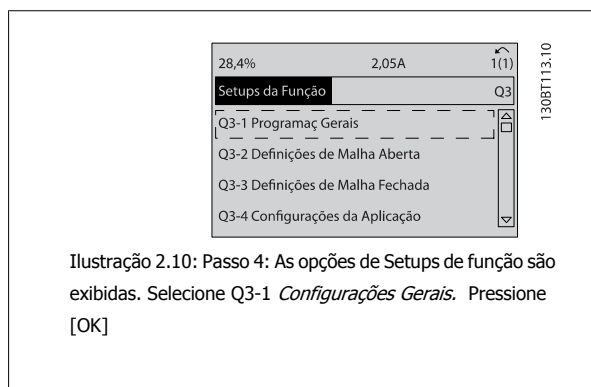 28,4% 2,05A 1(1)
Setups da Função Q3
Q3-1 Programaç Gerais
Q3-2 Definições de Malha Aberta
Q3-3 Definições de Malha Fechada
Q3-4 Configurações da Aplicação
130BT113.10
Ilustração 2.10: Passo 4: As opções de Setups de função são
exibidas. Selecione Q3-1 Configurações Gerais. Pressione
[OK]